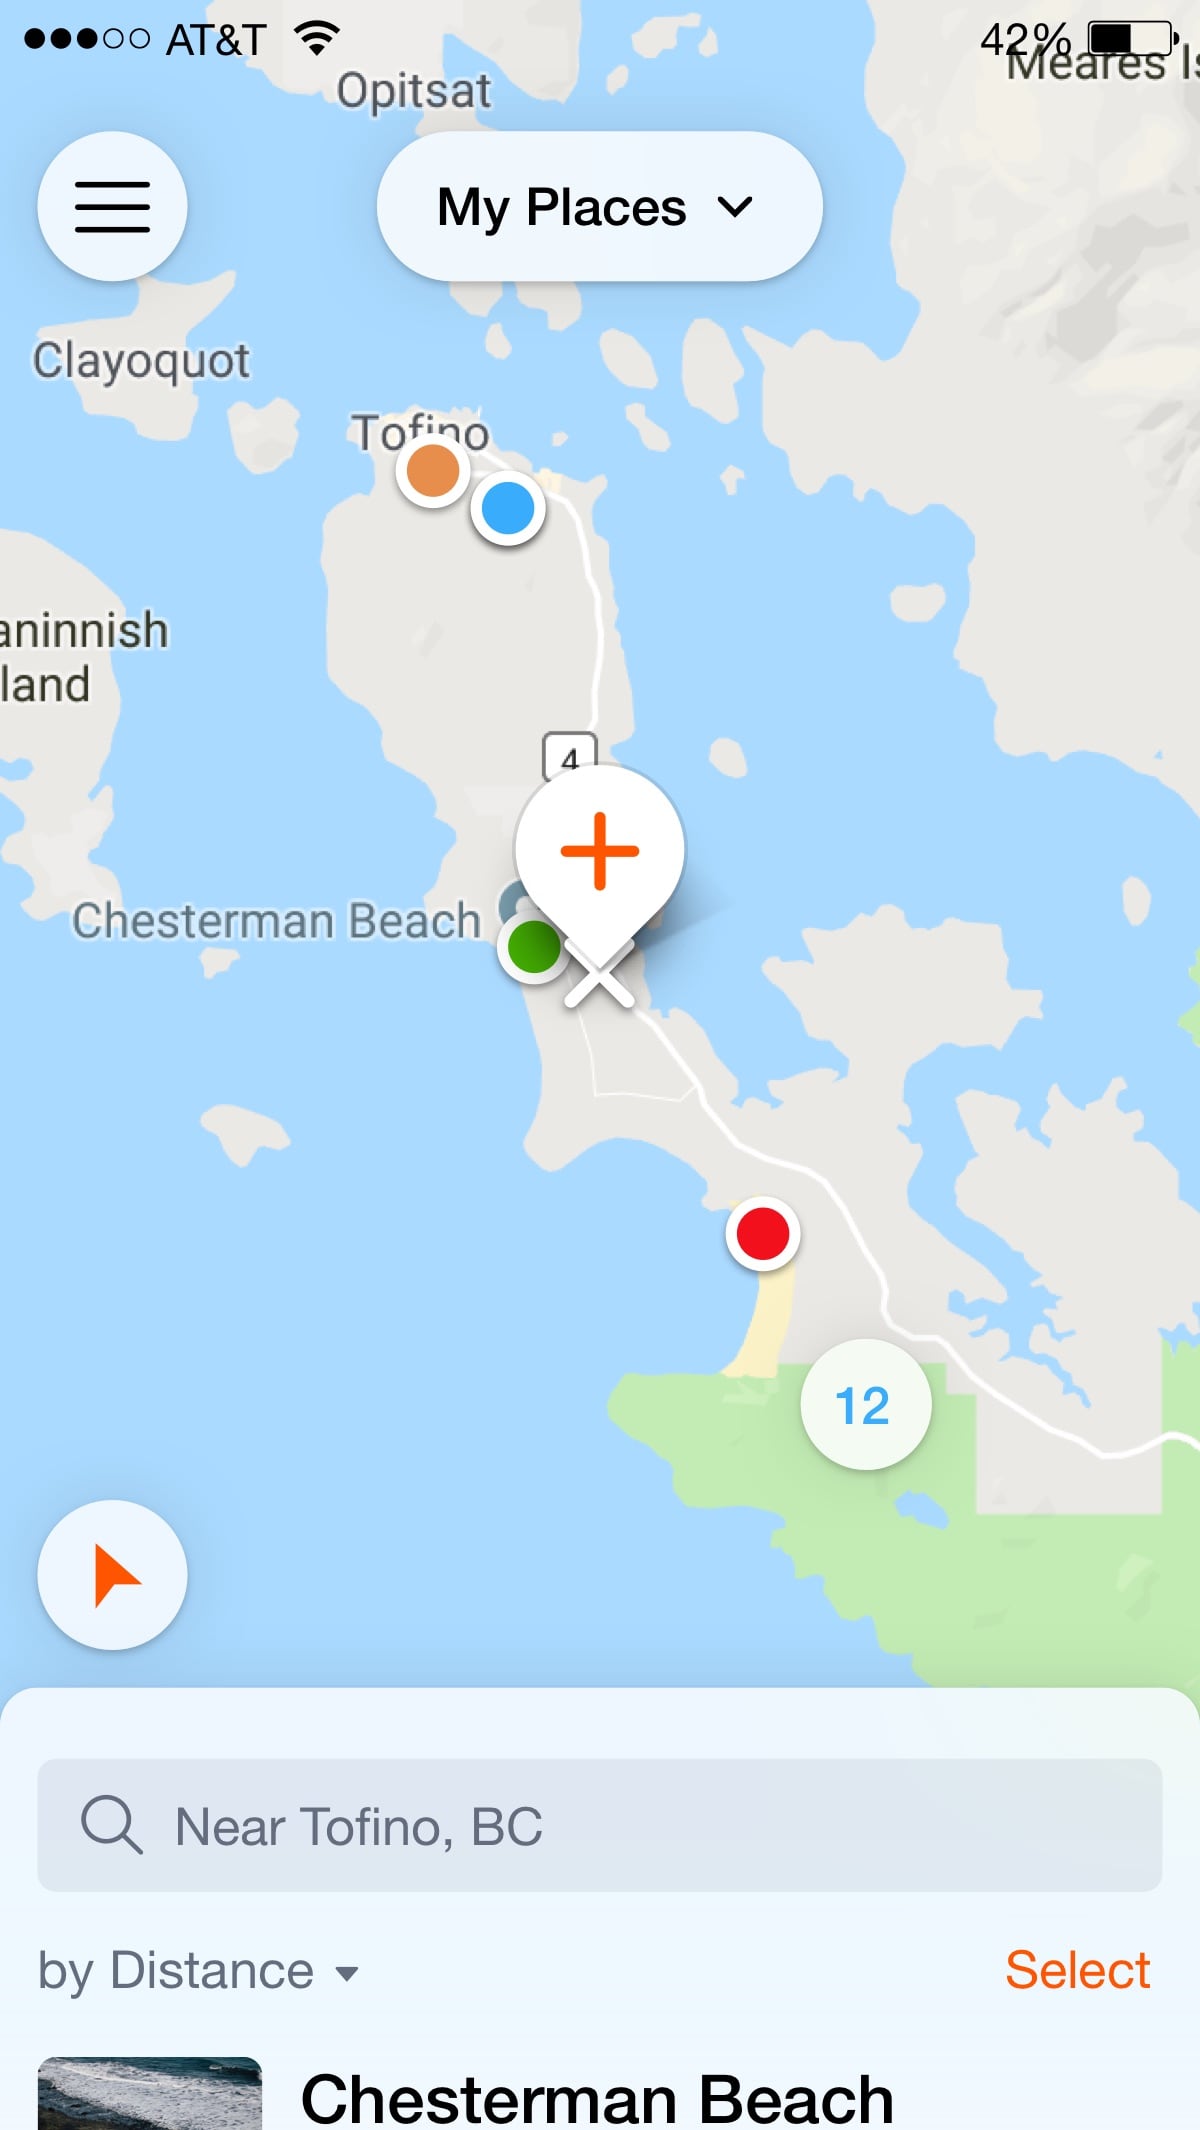 AT&T
42%
Meares Is
Opitsat
My Places
Clayoquot
Tofino
aninnish
land
4
Chesterman Beach
12
Near Tofino, BC
by Distance
Select
Chesterman Beach